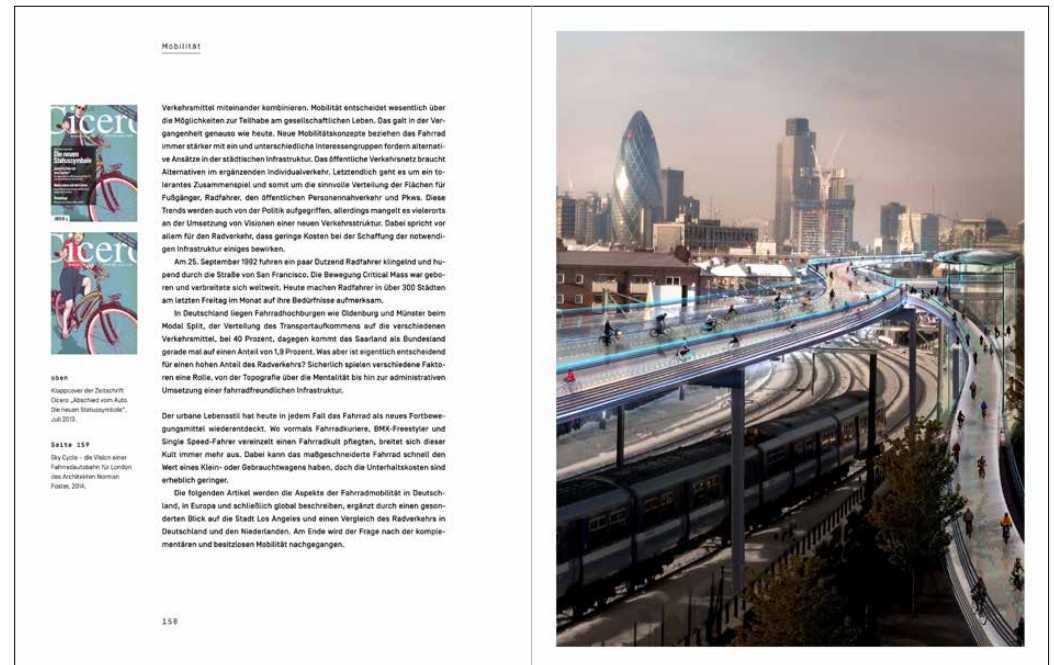 Mobilität
Verkehrsmittel miteinander kombinieren. Mobilität entscheidet wesentlich über
die Möglichkeiten zur Teilhabe am gesellschaftlichen Leben. Das galt in der Ver-
gangenheit genauso wie heute. Neue Mobilitätskonzepte beziehen das Fahrrad
immer stärker mit ein und unterschiedliche Interessengruppen fordern alternati-
ve Ansätze in der städtischen Infrastruktur. Das öffentliche Verkehrsnetz braucht
Alternativen im ergänzenden Individualverkehr. Letztendlich geht es um ein to-
lerantes Zusammenspiel und somit um die sinnvolle Verteilung der Flächen für
Fußgänger, Radfahrer, den öffentlichen Personennahverkehr und Pkws. Diese
Trends werden auch von der Politik aufgegriffen, allerdings mangelt es vielerorts
an der Umsetzung von Visionen einer neuen Verkehrsstruktur. Dabei spricht vor
allem für den Radverkehr, dass geringe Kosten bei der Schaffung der notwendi-
gen Infrastruktur einiges bewirken.
Am 25. September 1992 fuhren ein paar Dutzend Radfahrer klingelnd und hu-
pend durch die Straße von San Francisco. Die Bewegung Critical Mass war gebo-
ren und verbreitete sich weltweit. Heute machen Radfahrer in über 300 Städten
am letzten Freitag im Monat auf ihre Bedürfnisse aufmerksam.
In Deutschland liegen Fahrradhochburgen wie Oldenburg und Münster beim
Modal Split, der Verteilung des Transportaufkommens auf die verschiedenen
Verkehrsmittel, bei 40 Prozent, dagegen kommt das Saarland als Bundesland
gerade mal auf einen Anteil von 1,9 Prozent. Was aber ist eigentlich entscheidend
für einen hohen Anteil des Radverkehrs? Sicherlich spielen verschiedene Fakto-
ren eine Rolle, von der Topografie über die Mentalität bis hin zur administrativen
Umsetzung einer fahrradfreundlichen Infrastruktur.
Der urbane Lebensstil hat heute in jedem Fall das Fahrrad als neues Fortbewe-
gungsmittel wiederentdeckt. Wo vormals Fahrradkuriere, BMX-Freestyler und
Single Speed-Fahrer vereinzelt einen Fahrradkult pflegten, breitet sich dieser
Kult immer mehr aus. Dabei kann das maßgeschneiderte Fahrrad schnell den
Wert eines Klein- oder Gebrauchtwagens haben, doch die Unterhaltskosten sind
erheblich geringer.
Die folgenden Artikel werden die Aspekte der Fahrradmobilität in Deutsch-
land, in Europa und schließlich global beschreiben, ergänzt durch einen geson-
derten Blick auf die Stadt Los Angeles und einen Vergleich des Radverkehrs in
Deutschland und den Niederlanden. Am Ende wird der Frage nach der komple-
mentären und besitzlosen Mobilität nachgegangen.
Cicero
Die neuen
Statussymbole
Cicero
oben
Klappcover der Zeitschrift
Cicero „Abschied vom Auto.
Die neuen Statussymbole".
Juli 2013.
Seite 159
Sky Cycle – die Vision einer
Fahrradautobahn für London
des Architekten Norman
Foster, 2014.
158